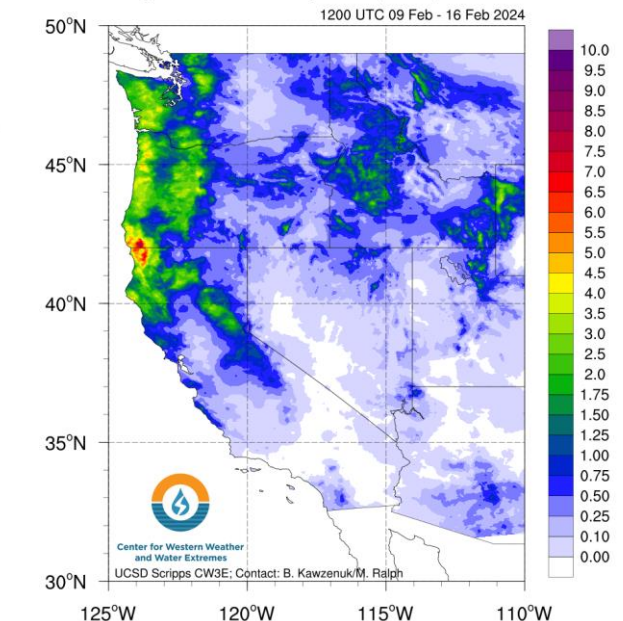 1200 UTC 09 Feb - 16 Feb 2024
50°N
45°N
40°N
35°N
30°N
125°W
120°W
115°W
110°W
10.0
9.5
9.0
8.5
8.0
7.5
7.0
6.5
6.0
5.5
5.0
4.5
4.0
3.5
3.0
2.5
2.0
1.75
1.50
1.25
1.00
0.75
0.50
0.25
0.10
0.00
Center for Western Weather
and Water Extremes
UCSD Scripps CW3E; Contact: B. Kawzenuk/M. Ralph